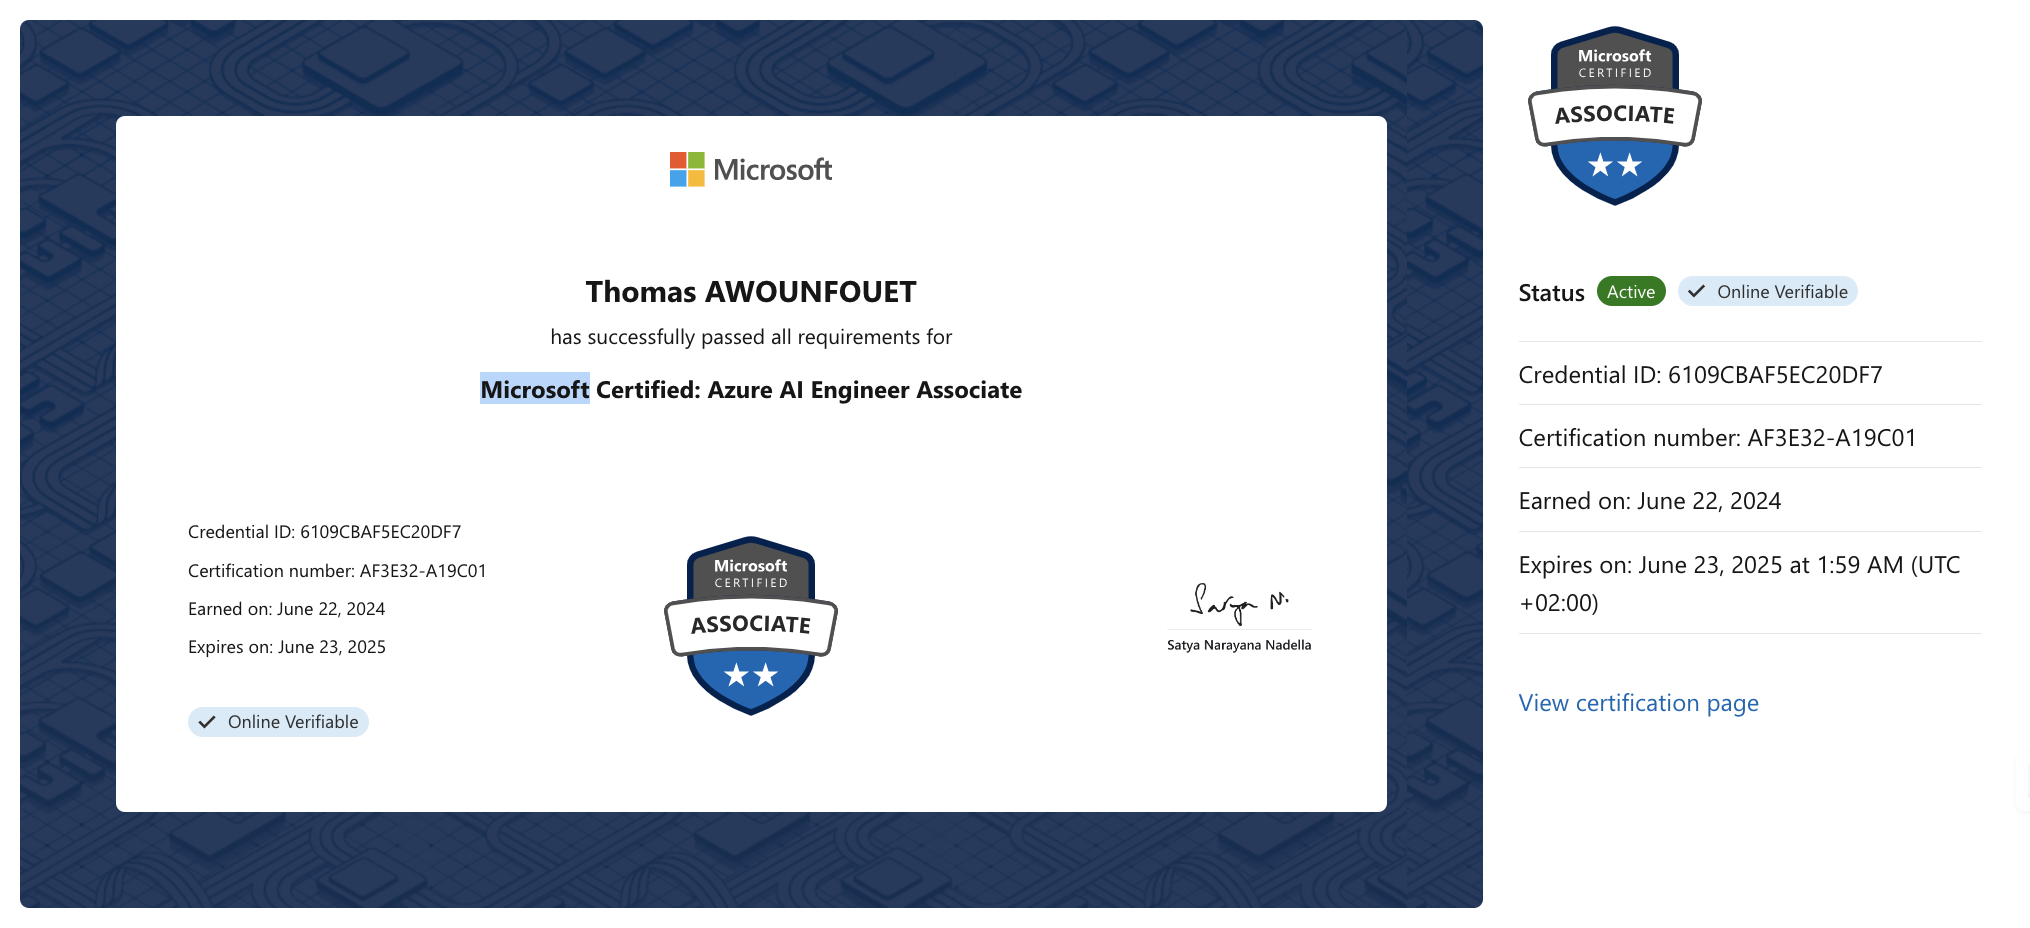 Microsoft
Thomas AWOUNFOUET
has successfully passed all requirements for
Microsoft Certified: Azure AI Engineer Associate
Credential ID: 6109CBAF5EC20DF7
Certification number: AF3E32-A19C01
Earned on: June 22, 2024
Expires on: June 23, 2025
Online Verifiable
Microsoft
CERTIFIED
ASSOCIATE
Satya N.
Satya Narayana Nadella
Microsoft
CERTIFIED
ASSOCIATE
Status Active Online Verifiable
Credential ID: 6109CBAF5EC20DF7
Certification number: AF3E32-A19C01
Earned on: June 22, 2024
Expires on: June 23, 2025 at 1:59 AM (UTC
+02:00)
View certification page